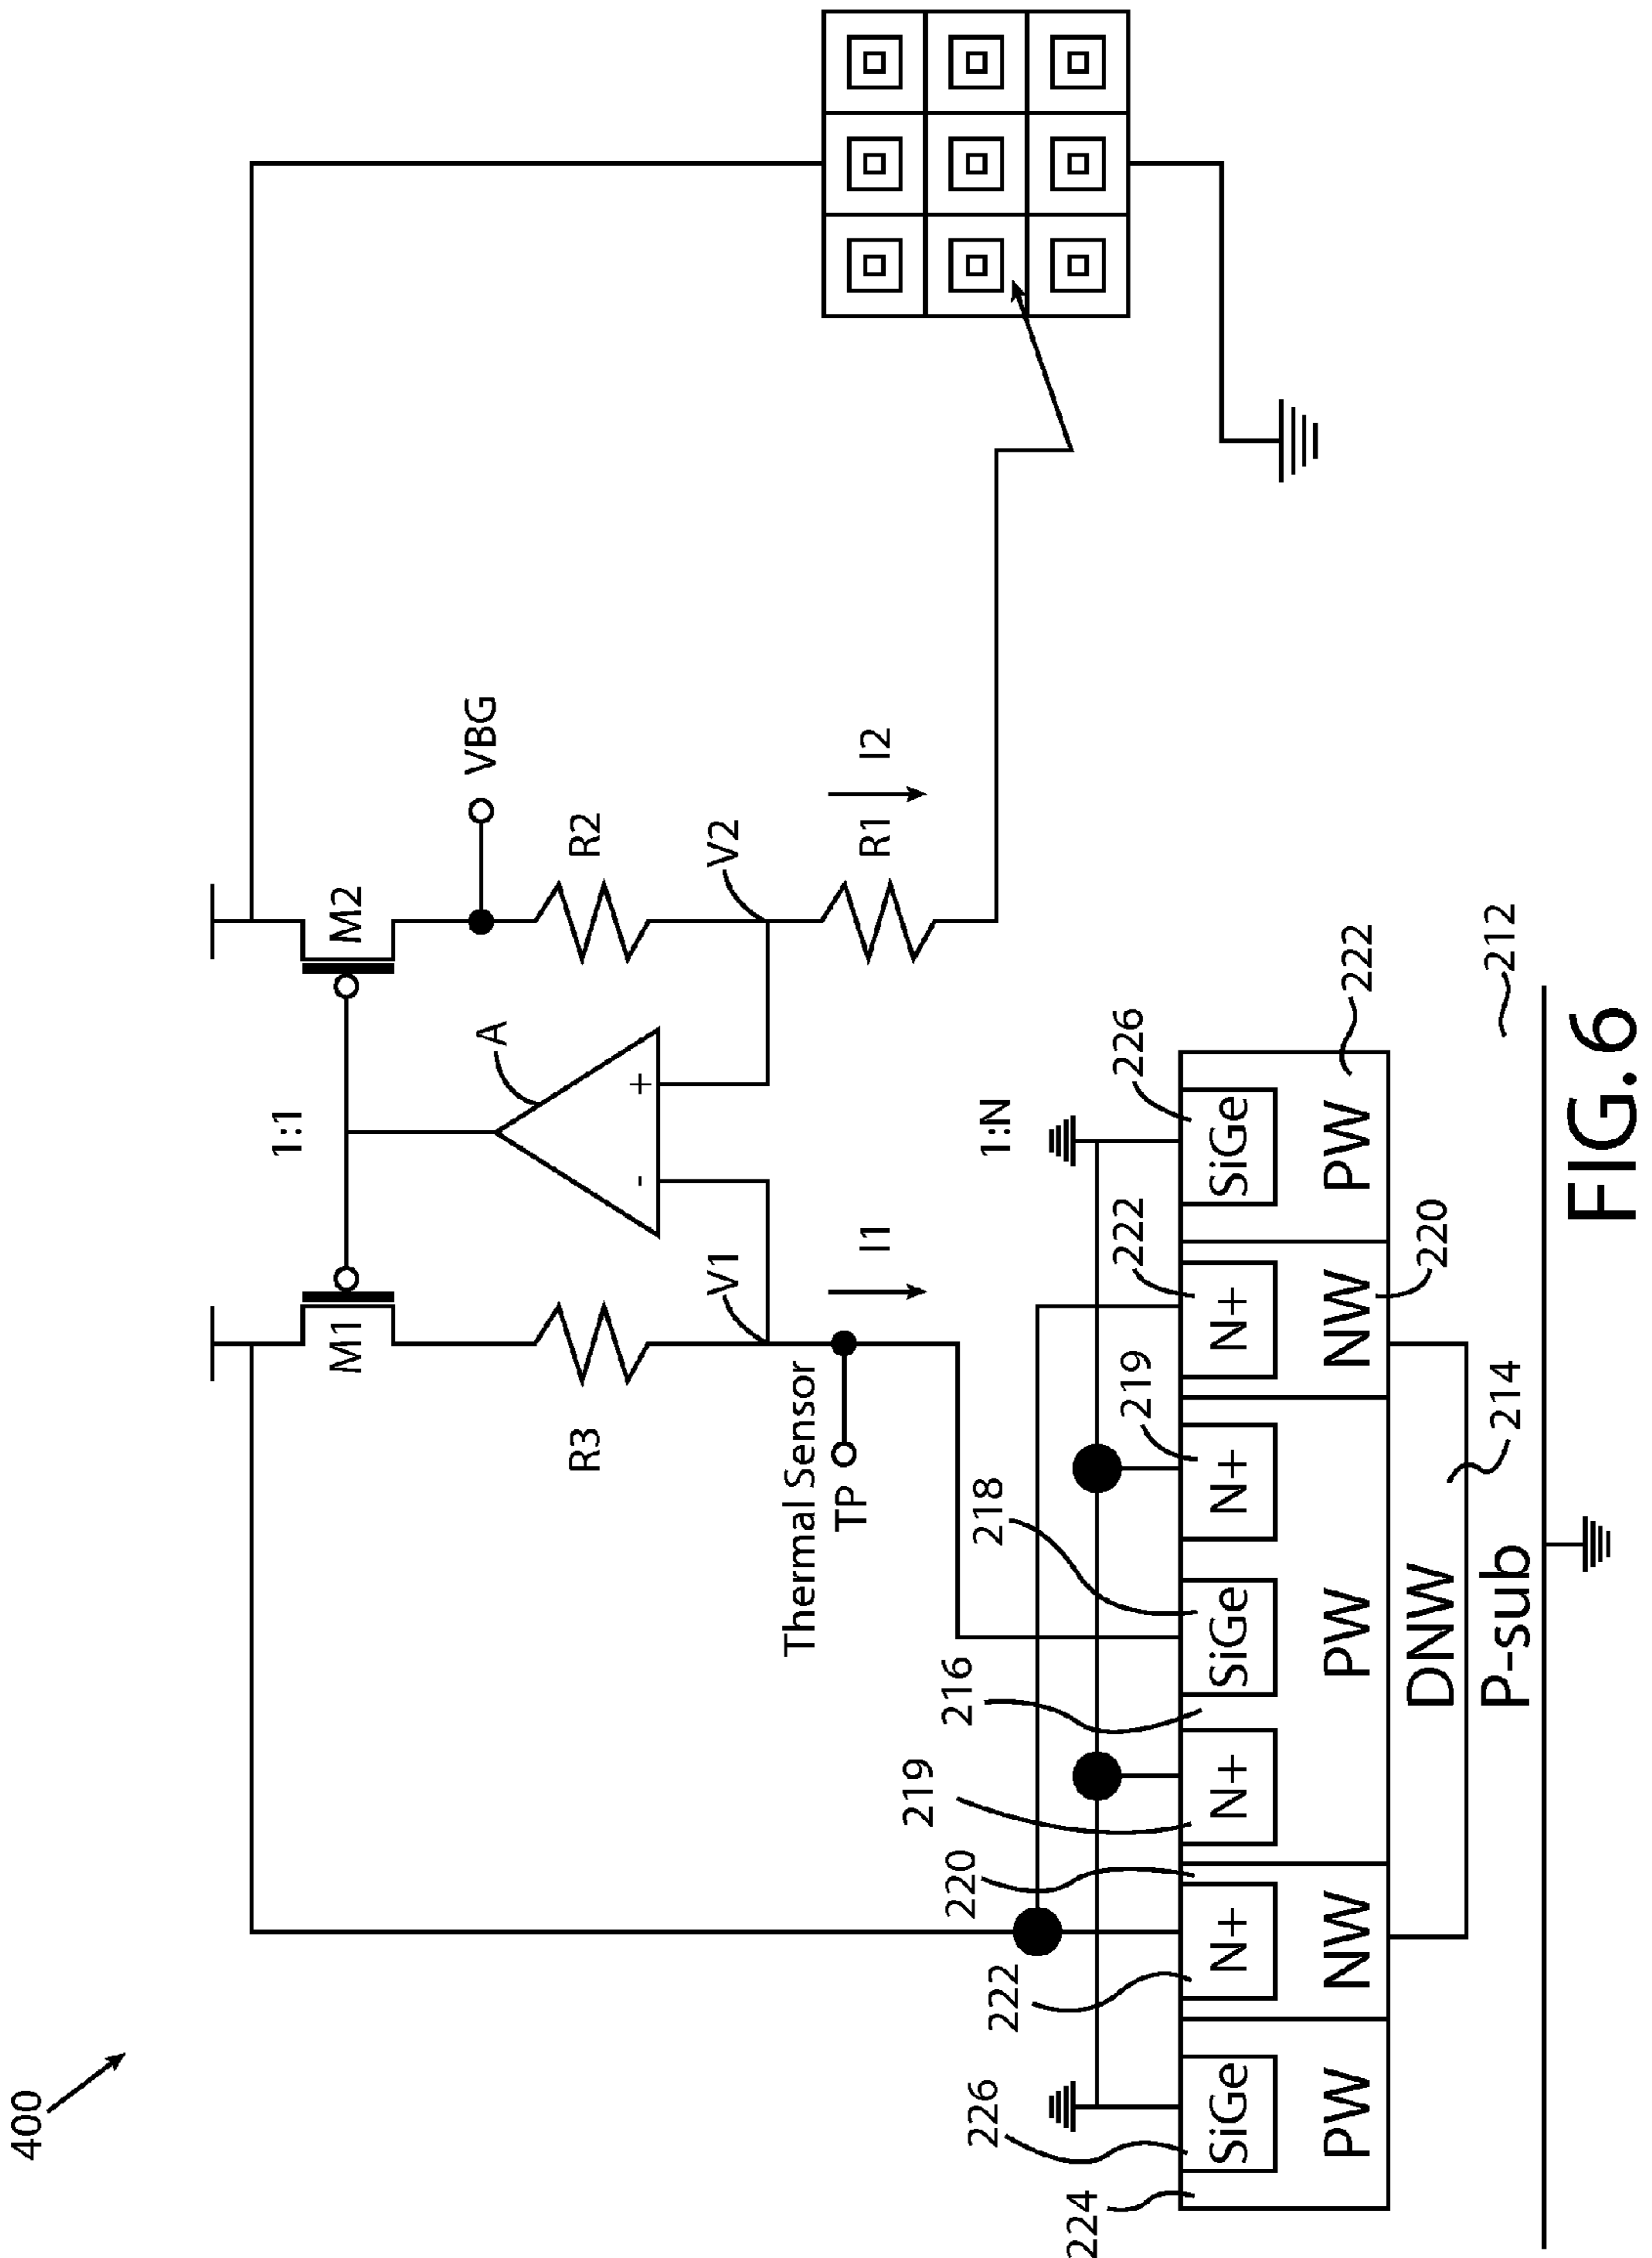 400
1:1
M1
M2
A
-
+
VBG
R3
R2
V1
V2
Thermal Sensor
TP
I1
R1
I2
1:N
224
226
222
220
219
216
218
219
222
226
222
SiGe
N+
N+
SiGe
N+
N+
SiGe
PW
NW
PW
NW
PW
220
DNW
214
P-sub
212
FIG. 6